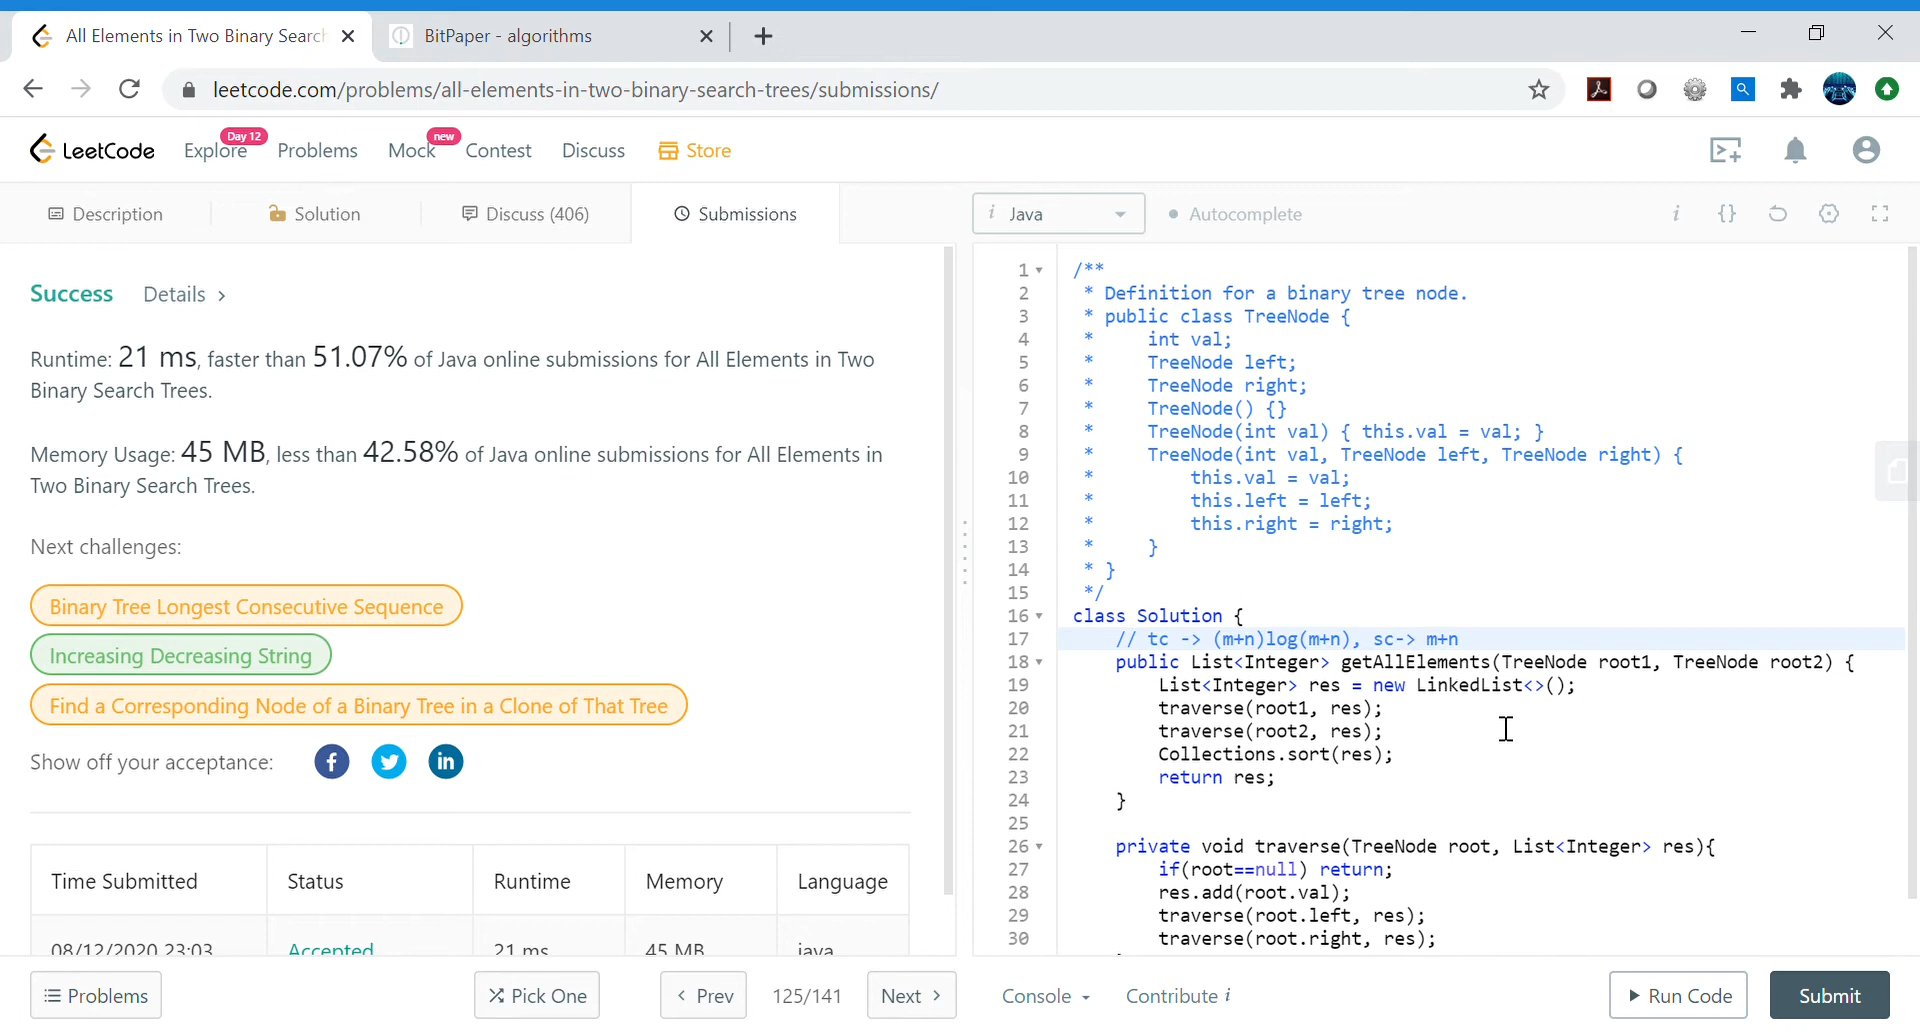 All Elements in Two Binary Search
BitPaper - algorithms
leetcode.com/problems/all-elements-in-two-binary-search-trees/submissions/
Day 12
new
LeetCode
Explore
Problems
Mock
Contest
Discuss
Store
Description
Solution
Discuss (406)
Submissions
i Java
Autocomplete
i
{}
Success Details >
Runtime: 21 ms, faster than 51.07% of Java online submissions for All Elements in Two
Binary Search Trees.
Memory Usage: 45 MB, less than 42.58% of Java online submissions for All Elements in
Two Binary Search Trees.
Next challenges:
Binary Tree Longest Consecutive Sequence
Increasing Decreasing String
Find a Corresponding Node of a Binary Tree in a Clone of That Tree
Show off your acceptance:
Time Submitted Status Runtime Memory Language
08/12/2020 23:03 Accepted 21 ms 45 MB java
1 /**
2 * Definition for a binary tree node.
3 * public class TreeNode {
4 * int val;
5 * TreeNode left;
6 * TreeNode right;
7 * TreeNode() {}
8 * TreeNode(int val) { this.val = val; }
9 * TreeNode(int val, TreeNode left, TreeNode right) {
10 * this.val = val;
11 * this.left = left;
12 * this.right = right;
13 * }
14 * }
15 */
16 class Solution {
17 // tc -> (m+n)log(m+n), sc-> m+n
18 public List<Integer> getAllElements(TreeNode root1, TreeNode root2) {
19 List<Integer> res = new LinkedList<>();
20 traverse(root1, res);
21 traverse(root2, res);
22 Collections.sort(res);
23 return res;
24 }
25
26 private void traverse(TreeNode root, List<Integer> res){
27 if(root==null) return;
28 res.add(root.val);
29 traverse(root.left, res);
30 traverse(root.right, res);
Problems
Pick One
< Prev
125/141
Next >
Console
Contribute i
Run Code
Submit